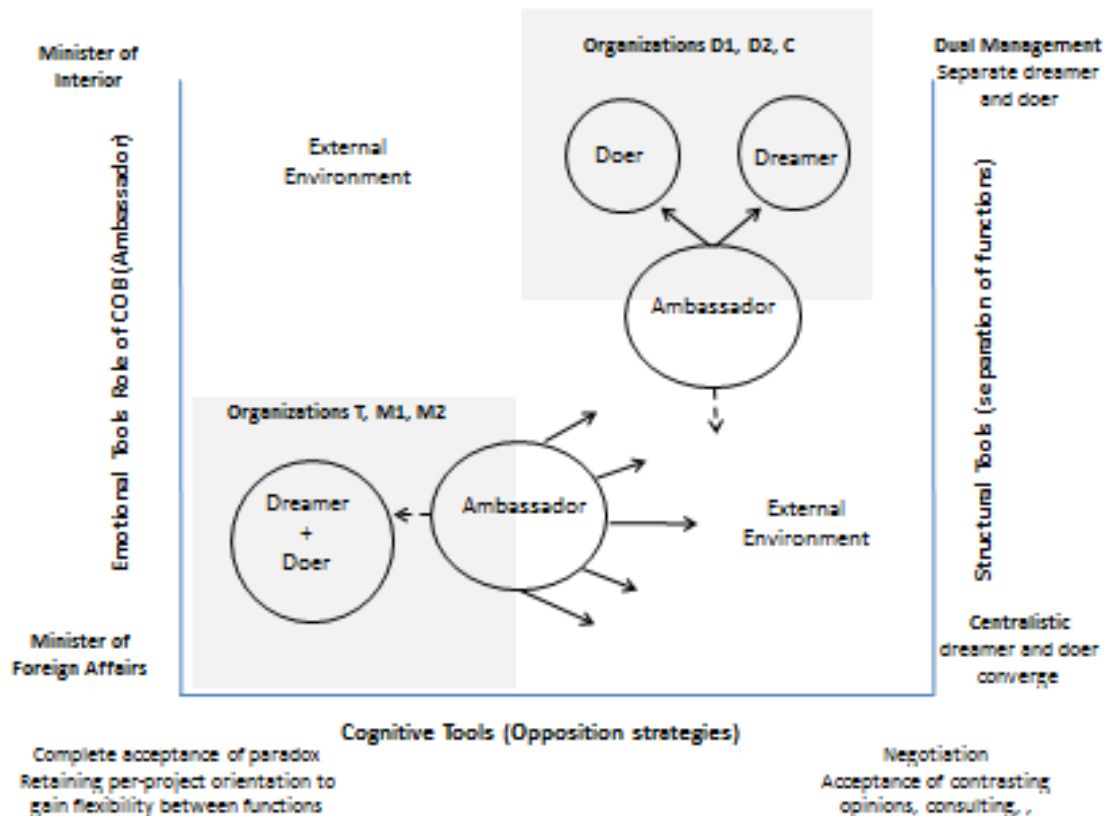 Minister of
Interior
Organizations D1, D2, C
Dual Management
Separate dreamer
and doer
External
Environment
Doer
Dreamer
Ambassador
Emotional Tools Role of COB (Ambassador)
Structural Tools (separation of functions)
Organizations T, M1, M2
Dreamer
+
Doer
Ambassador
External
Environment
Minister of
Foreign Affairs
Centralistic
dreamer and doer
converge
Cognitive Tools (Opposition strategies)
Complete acceptance of paradox
Retaining per-project orientation to
gain flexibility between functions
Negotiation
Acceptance of contrasting
opinions, consulting, ,